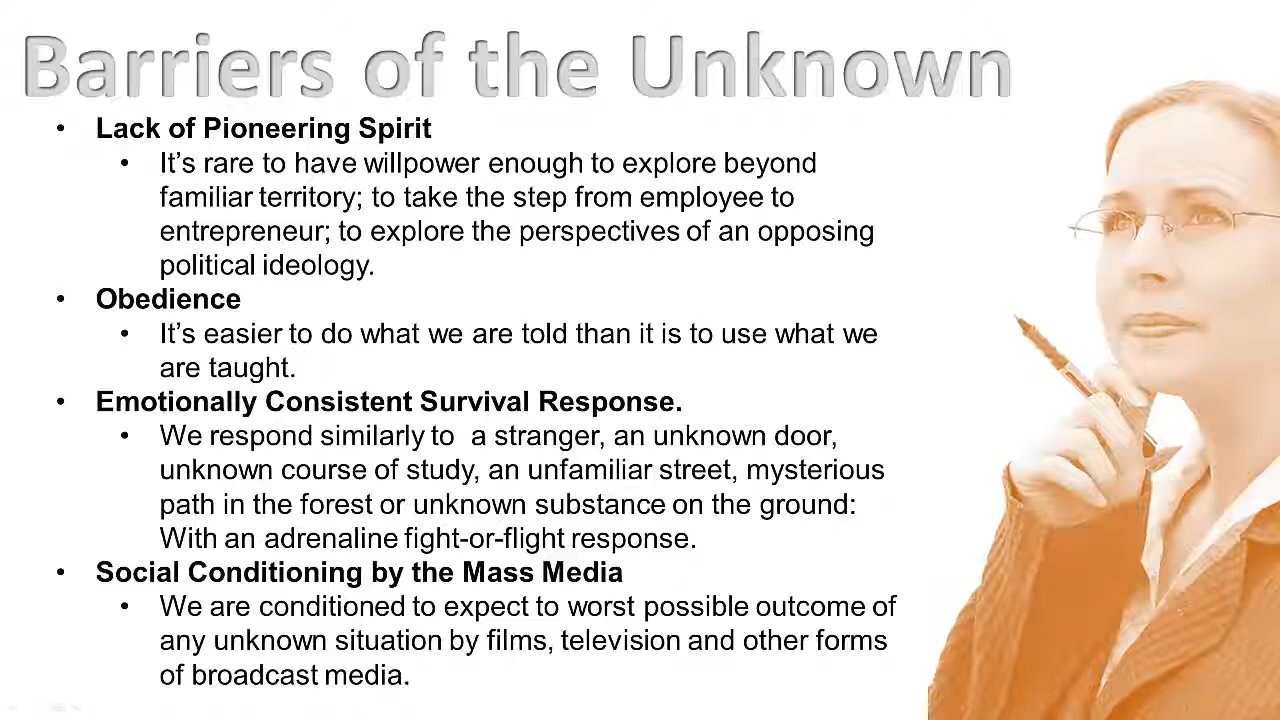 Barriers of the Unknown
• Lack of Pioneering Spirit
• It's rare to have willpower enough to explore beyond
familiar territory; to take the step from employee to
entrepreneur; to explore the perspectives of an opposing
political ideology.
• Obedience
• It's easier to do what we are told than it is to use what we
are taught.
• Emotionally Consistent Survival Response.
• We respond similarly to  a stranger, an unknown door,
unknown course of study, an unfamiliar street, mysterious
path in the forest or unknown substance on the ground:
With an adrenaline fight-or-flight response.
• Social Conditioning by the Mass Media
• We are conditioned to expect to worst possible outcome of
any unknown situation by films, television and other forms
of broadcast media.